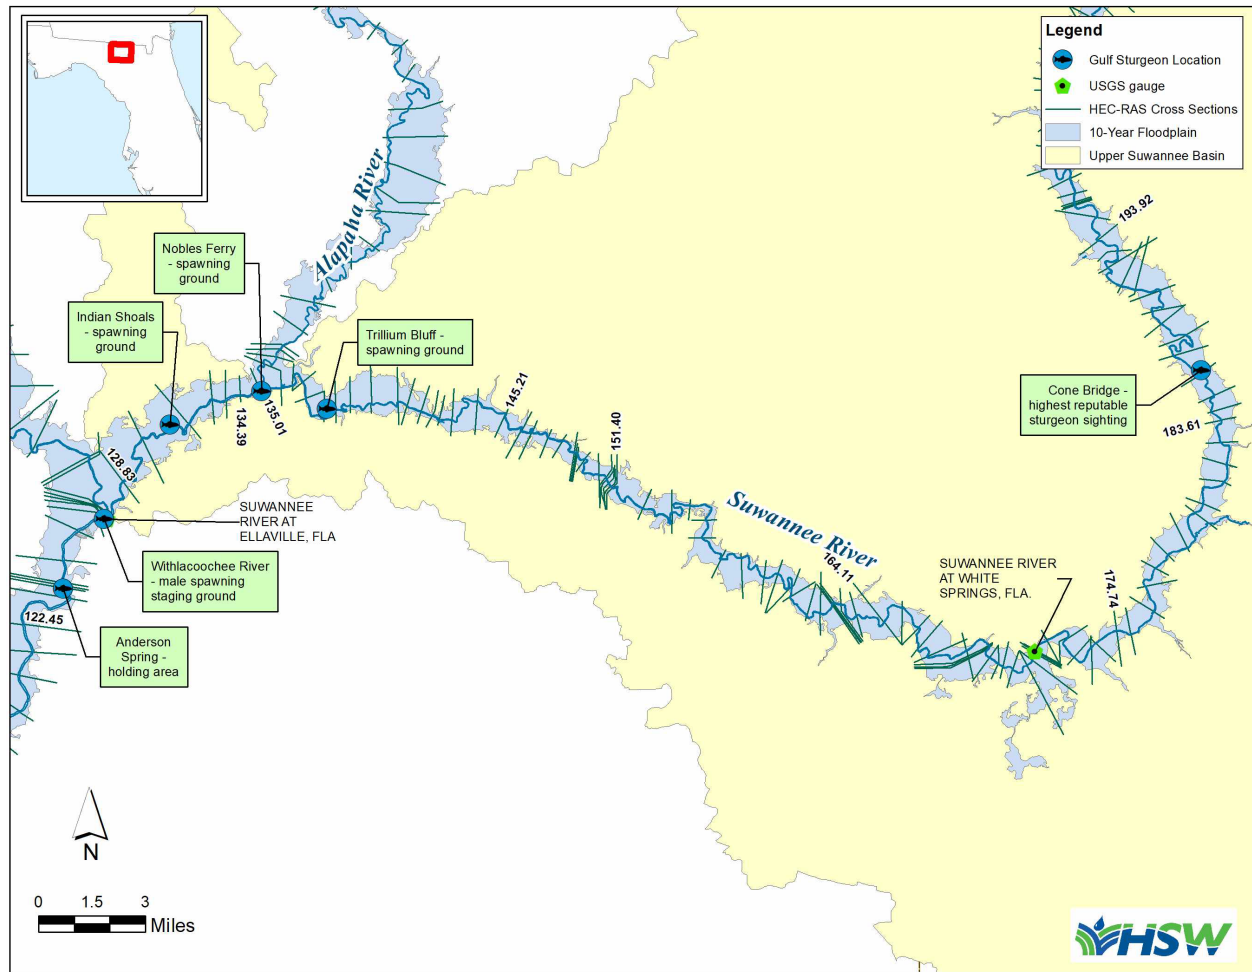 Legend
Gulf Sturgeon Location
USGS gauge
HEC-RAS Cross Sections
10-Year Floodplain
Upper Suwannee Basin
Alapaha River
193.92
Nobles Ferry
- spawning
ground
Indian Shoals
- spawning
ground
Trillium Bluff -
spawning ground
Cone Bridge -
highest reputable
sturgeon sighting
145.21
134.39
135.01
151.40
183.61
128.83
SUWANNEE
RIVER AT
ELLAVILLE, FLA
Suwannee River
164.11
SUWANNEE RIVER
AT WHITE
SPRINGS, FLA.
174.74
Withlacoochee River
- male spawning
staging ground
122.45
Anderson
Spring -
holding area
N
0 1.5 3
Miles
HSW